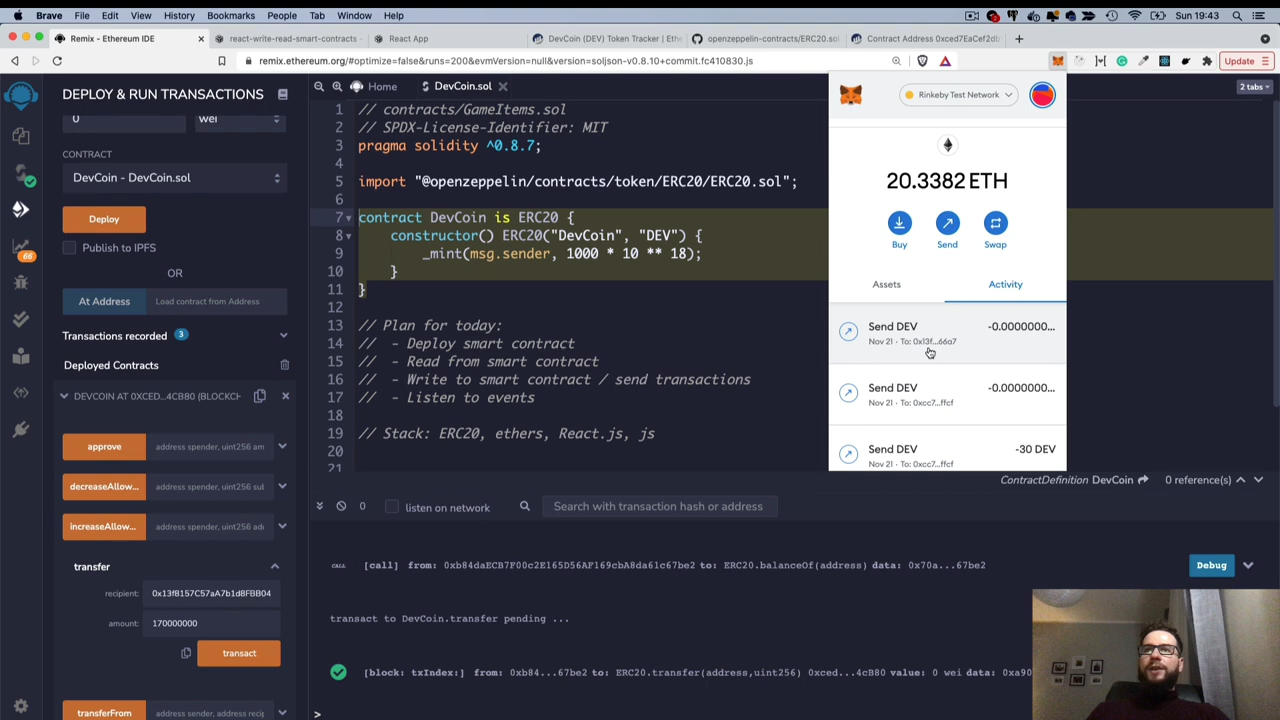 Brave File Edit View History Bookmarks People Tab Window Help Sun 19:43
Remix - Ethereum IDE
react-write-read-smart-contracts -
React App
DevCoin (DEV) Token Tracker | Ethe
openzeppelin-contracts/ERC20.sol
Contract Address 0xced7EaCef2db
remix.ethereum.org/#optimize=false&runs=200&evmVersion=null&version=soljson-v0.8.10+commit.fc410830.js
Update
2 tabs
DEPLOY & RUN TRANSACTIONS
0
Wei
CONTRACT
DevCoin - DevCoin.sol
Deploy
Publish to IPFS
OR
At Address
Load contract from Address
Transactions recorded 3
Deployed Contracts
66
DEVCOIN AT 0XCED...4CB80 (BLOCKCH
approve
address spender, uint256 am
decreaseAllow...
address spender, uint256 sul
increaseAllow...
address spender, uint256 ad
transfer
recipient:
0x13f8157C57aA7b1d8FBB04
amount:
170000000
transact
transferFrom
address sender, address recip
Home
DevCoin.sol
1 // contracts/GameItems.sol
2 // SPDX-License-Identifier: MIT
3 pragma solidity ^0.8.7;
4
5 import "@openzeppelin/contracts/token/ERC20/ERC20.sol";
6
7 contract DevCoin is ERC20 {
8 constructor() ERC20("DevCoin", "DEV") {
9 _mint(msg.sender, 1000 * 10 ** 18);
10 }
11 }
12
13 // Plan for today:
14 // - Deploy smart contract
15 // - Read from smart contract
16 // - Write to smart contract / send transactions
17 // - Listen to events
18
19 // Stack: ERC20, ethers, React.js, js
20
21
Rinkeby Test Network
20.3382 ETH
Buy
Send
Swap
Assets
Activity
Send DEV
-0.0000000...
Nov 21 · To: 0x13f...66a7
Send DEV
-0.0000000...
Nov 21 · To: 0xcc7...ffcf
Send DEV
-30 DEV
Nov 21 · To: 0xcc7...ffcf
ContractDefinition DevCoin 0 reference(s)
0
listen on network
Search with transaction hash or address
CALL [call] from: 0xb84daECB7F00c2E165D56AF169cbA8da61c67be2 to: ERC20.balanceOf(address) data: 0x70a...67be2
Debug
transact to DevCoin.transfer pending ...
[block: txIndex:] from: 0xb84...67be2 to: ERC20.transfer(address,uint256) 0xced...4cB80 value: 0 wei data: 0xa90
>